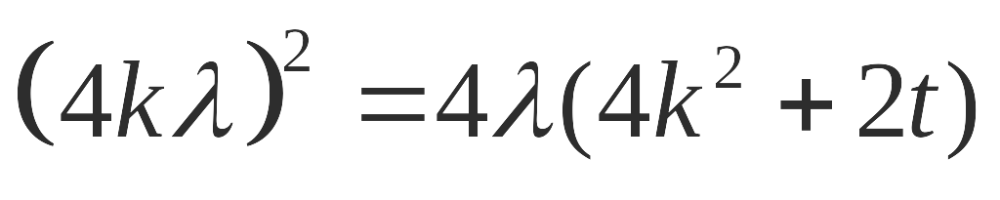 (4kλ)² =4λ(4k² + 2t)